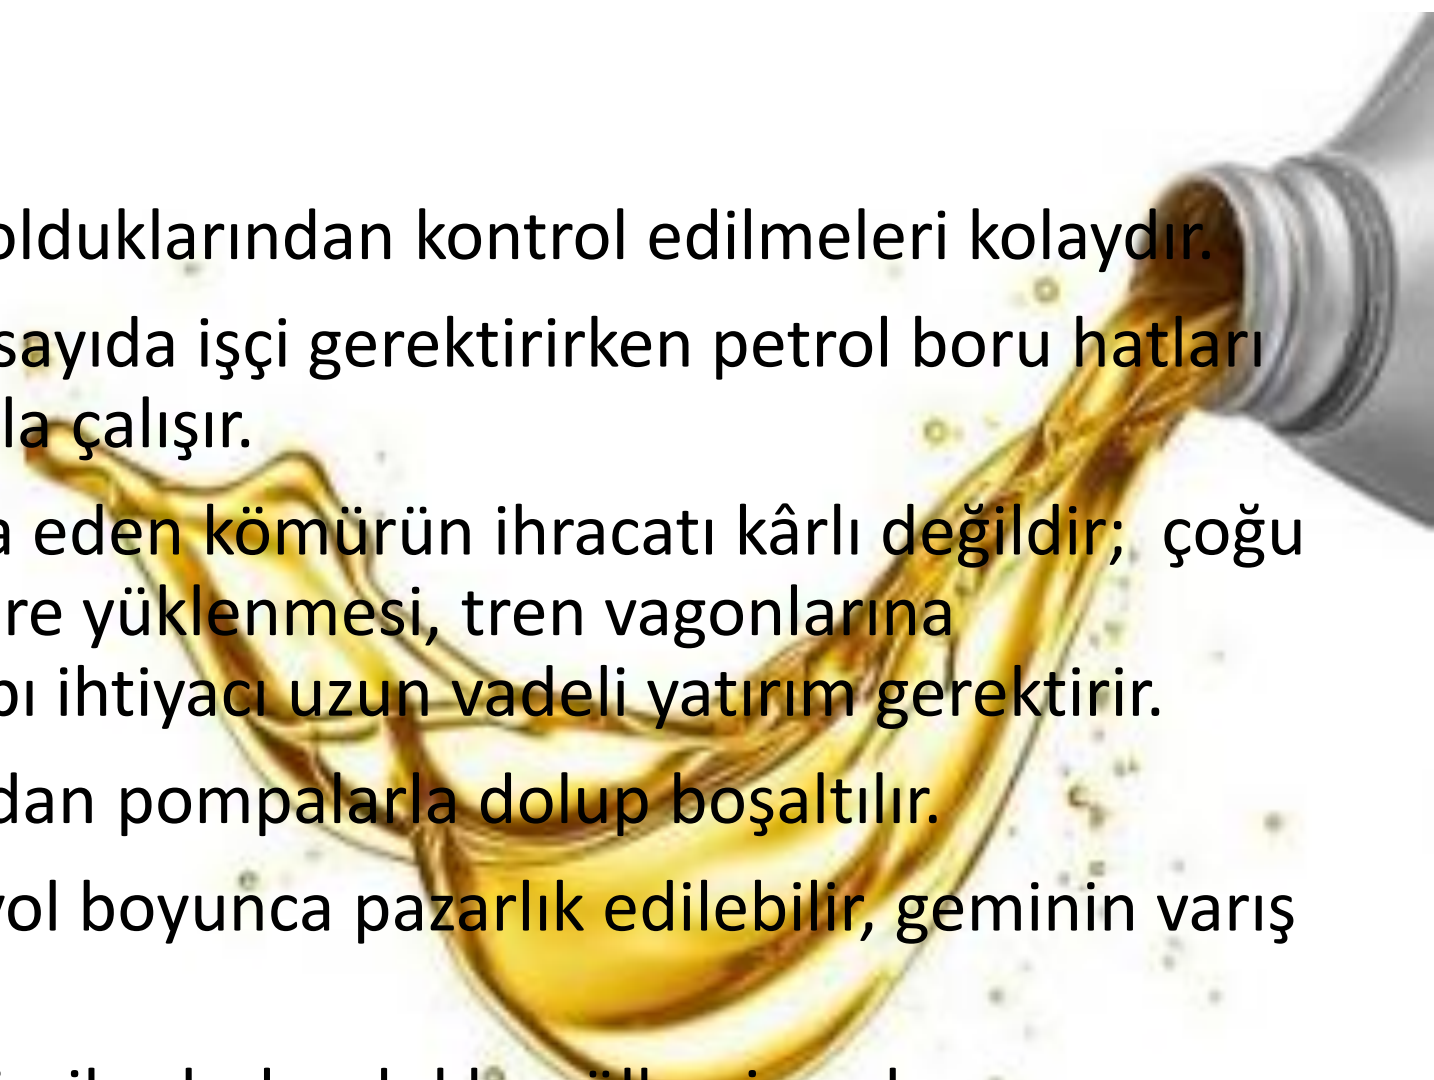 olduklarından kontrol edilmeleri kolaydır.
sayıda işçi gerektirirken petrol boru hatları
la çalışır.
a eden kömürün ihracatı kârlı değildir; çoğu
re yüklenmesi, tren vagonlarına
ı ihtiyacı uzun vadeli yatırım gerektirir.
dan pompalarla dolup boşaltılır.
yol boyunca pazarlık edilebilir, geminin varış